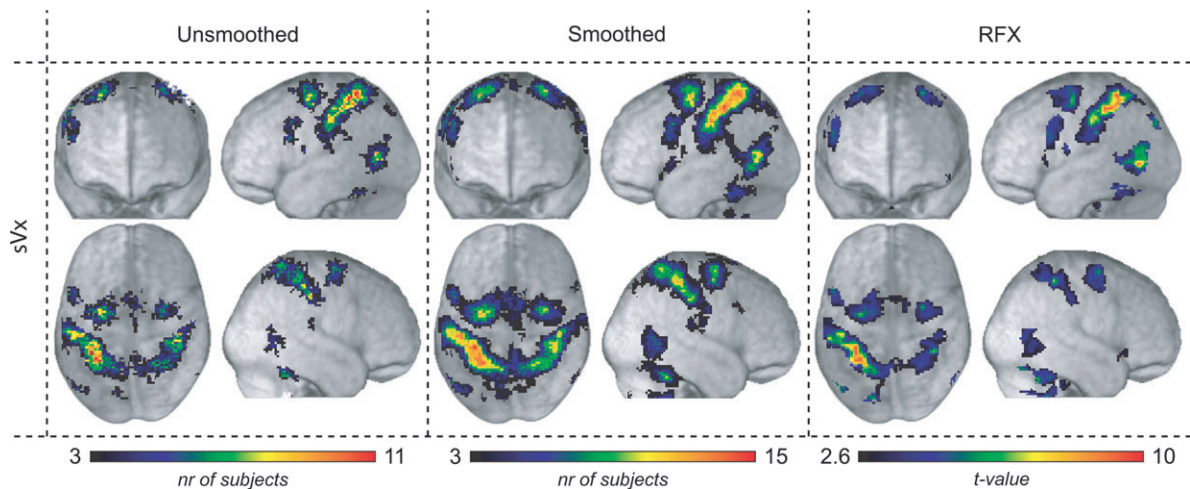 Unsmoothed
Smoothed
RFX
sVx
3
11
nr of subjects
3
15
nr of subjects
2.6
10
t-value